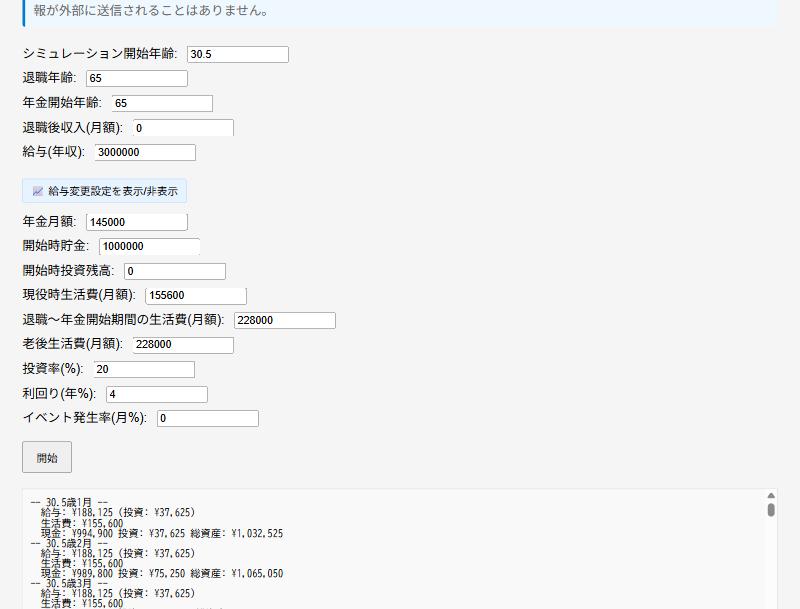 報が外部に送信されることはありません。
シミュレーション開始年齢: 30.5
退職年齢: 65
年金開始年齢: 65
退職後収入(月額): 0
給与(年収): 3000000
📈 給与変更設定を表示/非表示
年金月額: 145000
開始時貯金: 1000000
開始時投資残高: 0
現役時生活費(月額): 155600
退職～年金開始期間の生活費(月額): 228000
老後生活費(月額): 228000
投資率(%): 20
利回り(年%): 4
イベント発生率(月%): 0
開始
-- 30.5歳1月 --
給与: ¥188,125 (投資: ¥37,625)
生活費: ¥155,600
現金: ¥994,900 投資: ¥37,625 総資産: ¥1,032,525
-- 30.5歳2月 --
給与: ¥188,125 (投資: ¥37,625)
生活費: ¥155,600
現金: ¥989,800 投資: ¥75,250 総資産: ¥1,065,050
-- 30.5歳3月 --
給与: ¥188,125 (投資: ¥37,625)
生活費: ¥155,600